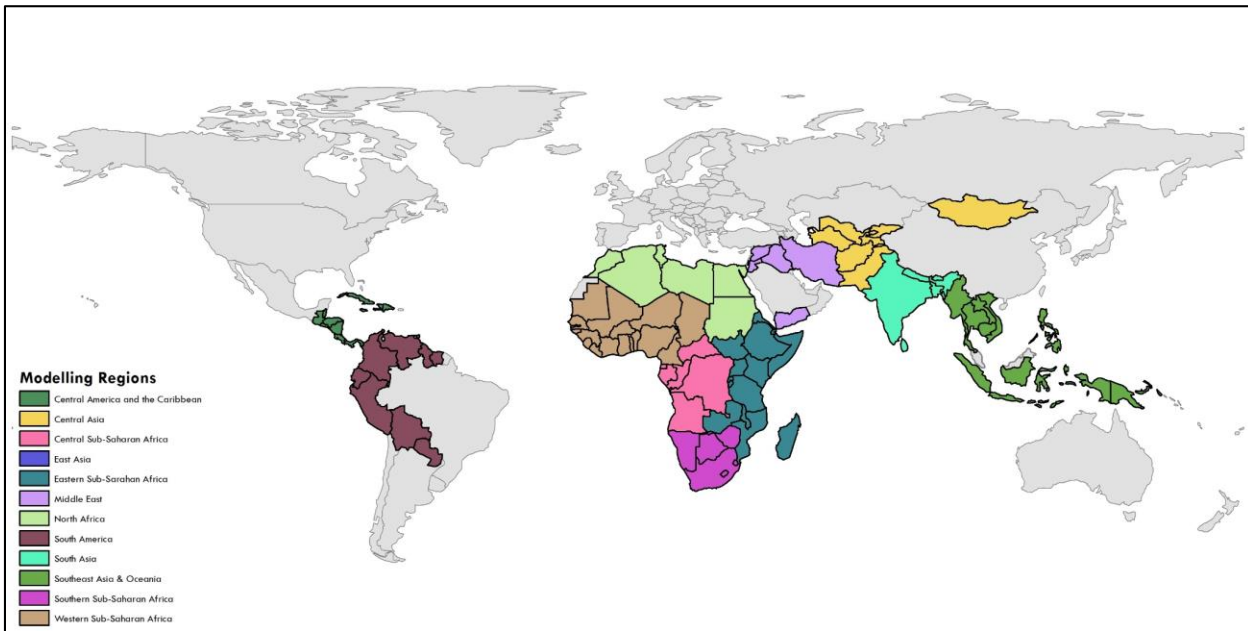 Modelling Regions
Central America and the Caribbean
Central Asia
Central Sub-Saharan Africa
East Asia
Eastern Sub-Sarahan Africa
Middle East
North Africa
South America
South Asia
Southeast Asia & Oceania
Southern Sub-Saharan Africa
Western Sub-Saharan Africa